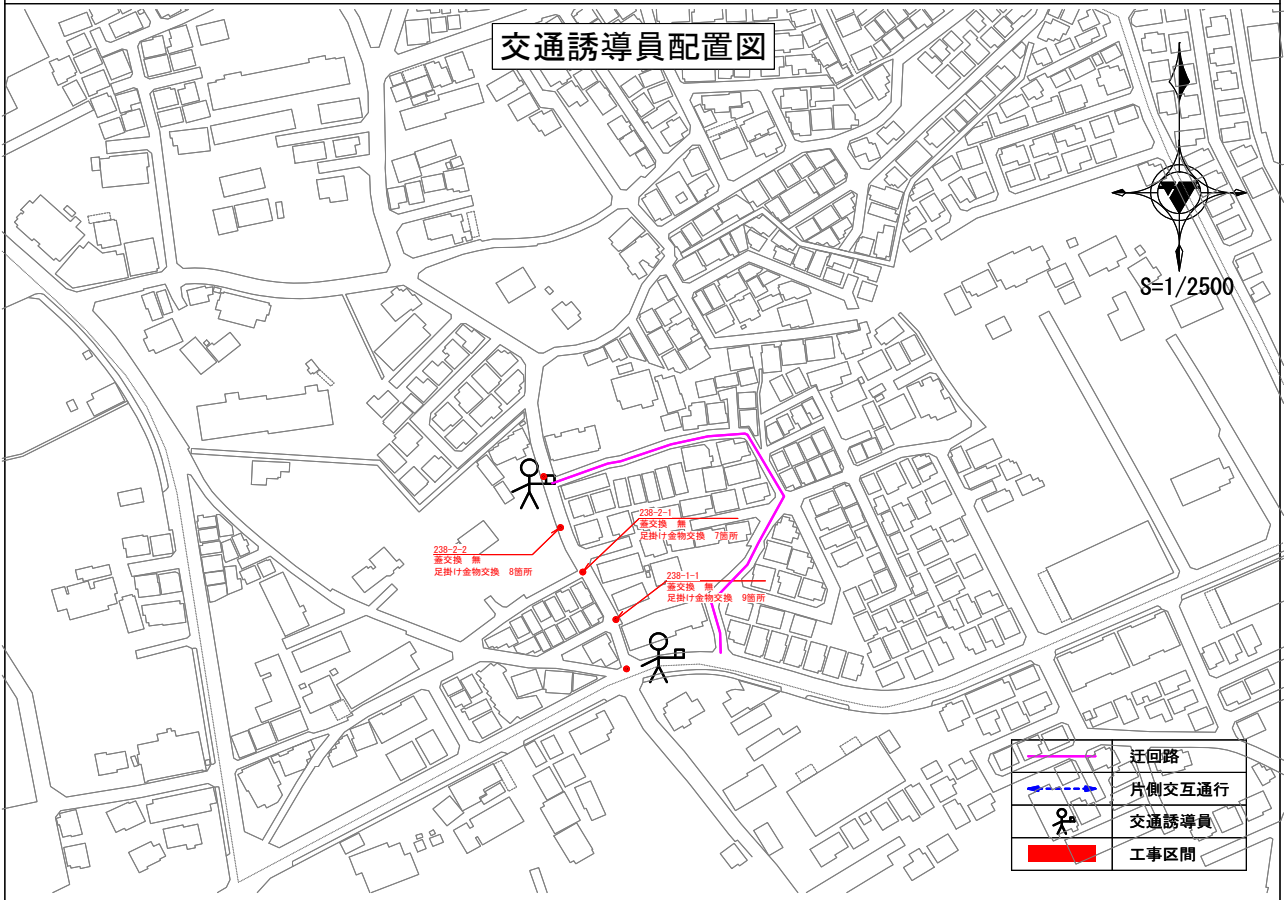 交通誘導員配置図
S=1/2500
238-2-1
蓋交換 無
足掛け金物交換 7箇所
238-2-2
蓋交換 無
足掛け金物交換 8箇所
238-1-1
蓋交換 無
足掛け金物交換 9箇所
迂回路
片側交互通行
交通誘導員
工事区間